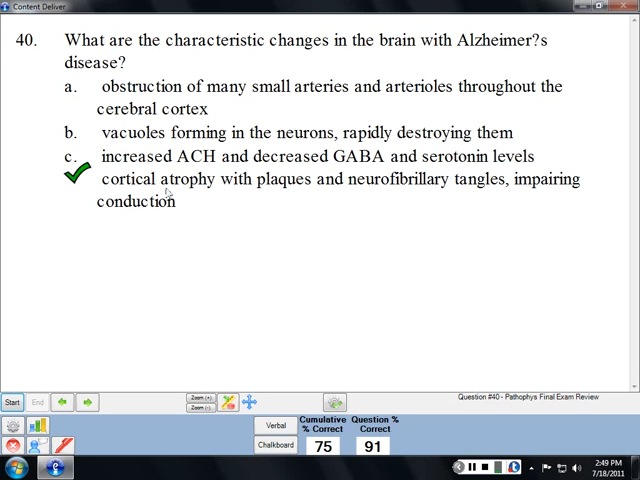 Content Deliver
40. What are the characteristic changes in the brain with Alzheimer?s
disease?
a. obstruction of many small arteries and arterioles throughout the
cerebral cortex
b. vacuoles forming in the neurons, rapidly destroying them
c. increased ACH and decreased GABA and serotonin levels
cortical atrophy with plaques and neurofibrillary tangles, impairing
conduction
Start End Zoom (+) Question #40 - Pathophys Final Exam Review
Zoom (-)
Verbal Cumulative % Correct Question % Correct
Chalkboard 75 91
2:49 PM
7/18/2011